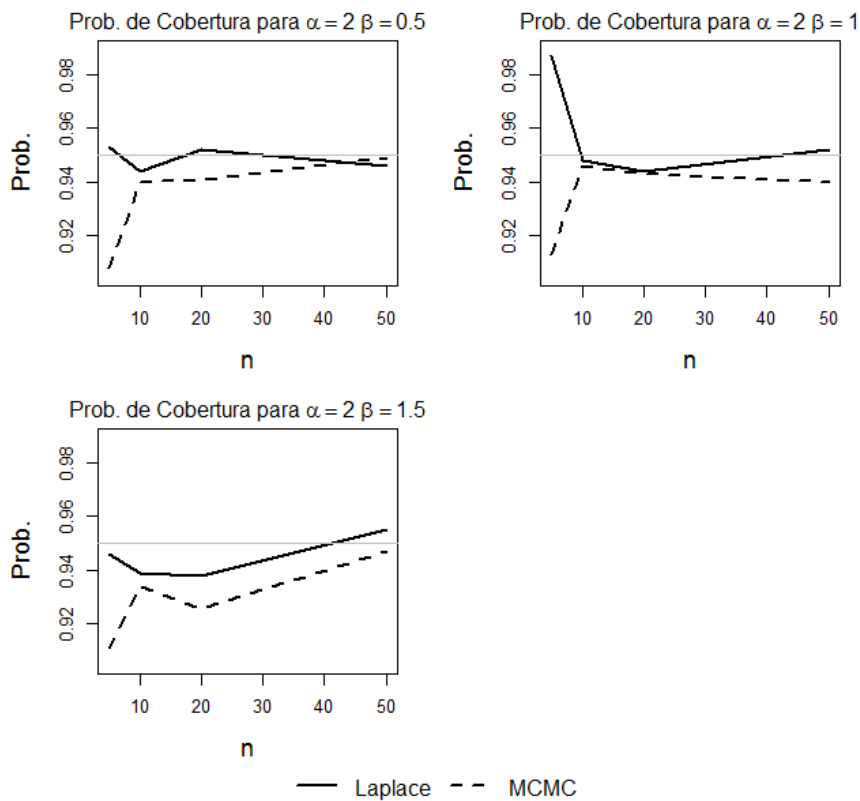 Prob. de Cobertura para α = 2 β = 0.5
Prob.
0.92 0.94 0.96 0.98
10 20 30 40 50
n
Prob. de Cobertura para α = 2 β = 1
Prob.
0.92 0.94 0.96 0.98
10 20 30 40 50
n
Prob. de Cobertura para α = 2 β = 1.5
Prob.
0.92 0.94 0.96 0.98
10 20 30 40 50
n
Laplace MCMC